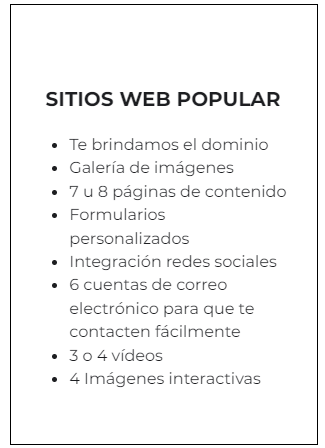 SITIOS WEB POPULAR
• Te brindamos el dominio
• Galería de imágenes
• 7 u 8 páginas de contenido
• Formularios
personalizados
• Integración redes sociales
• 6 cuentas de correo
electrónico para que te
contacten fácilmente
• 3 o 4 vídeos
• 4 Imágenes interactivas